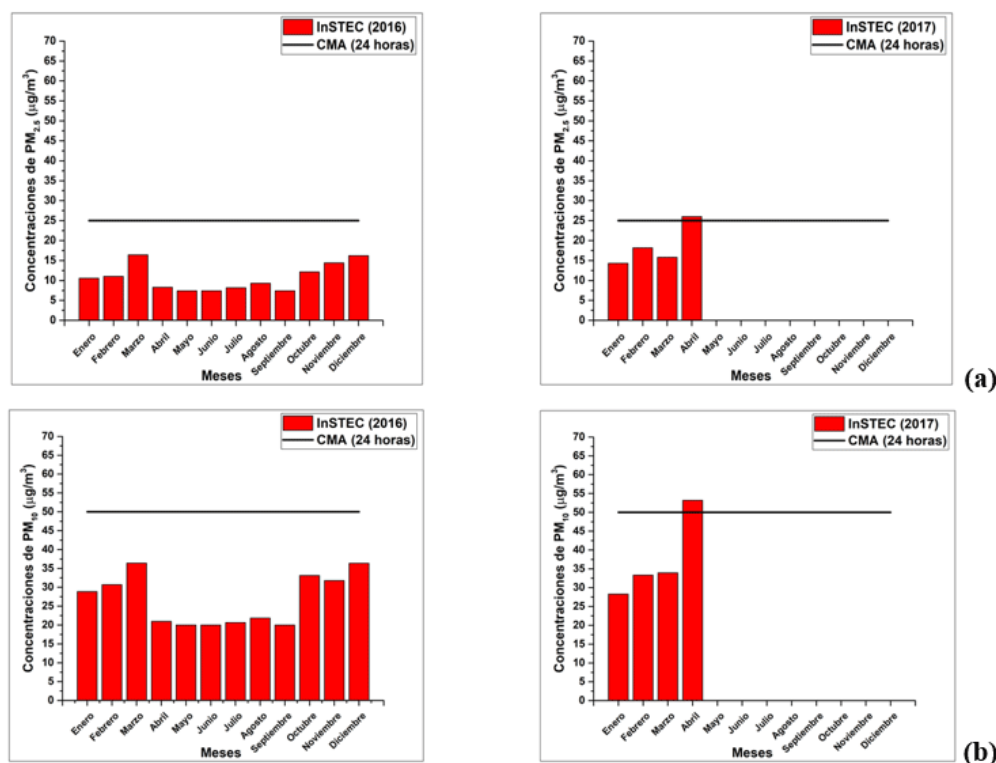 InSTEC (2016)
CMA (24 horas)
Concentraciones de PM2.5 (µg/m3)
70
65
60
55
50
45
40
35
30
25
20
15
10
5
0
Enero
Febrero
Marzo
Abril
Mayo
Junio
Julio
Agosto
Septiembre
Octubre
Noviembre
Diciembre
Meses
InSTEC (2017)
CMA (24 horas)
Concentraciones de PM2.5 (µg/m3)
70
65
60
55
50
45
40
35
30
25
20
15
10
5
0
Enero
Febrero
Marzo
Abril
Mayo
Junio
Julio
Agosto
Septiembre
Octubre
Noviembre
Diciembre
Meses
(a)
InSTEC (2016)
CMA (24 horas)
Concentraciones de PM10 (µg/m3)
70
65
60
55
50
45
40
35
30
25
20
15
10
5
0
Enero
Febrero
Marzo
Abril
Mayo
Junio
Julio
Agosto
Septiembre
Octubre
Noviembre
Diciembre
Meses
InSTEC (2017)
CMA (24 horas)
Concentraciones de PM10 (µg/m3)
70
65
60
55
50
45
40
35
30
25
20
15
10
5
0
Enero
Febrero
Marzo
Abril
Mayo
Junio
Julio
Agosto
Septiembre
Octubre
Noviembre
Diciembre
Meses
(b)